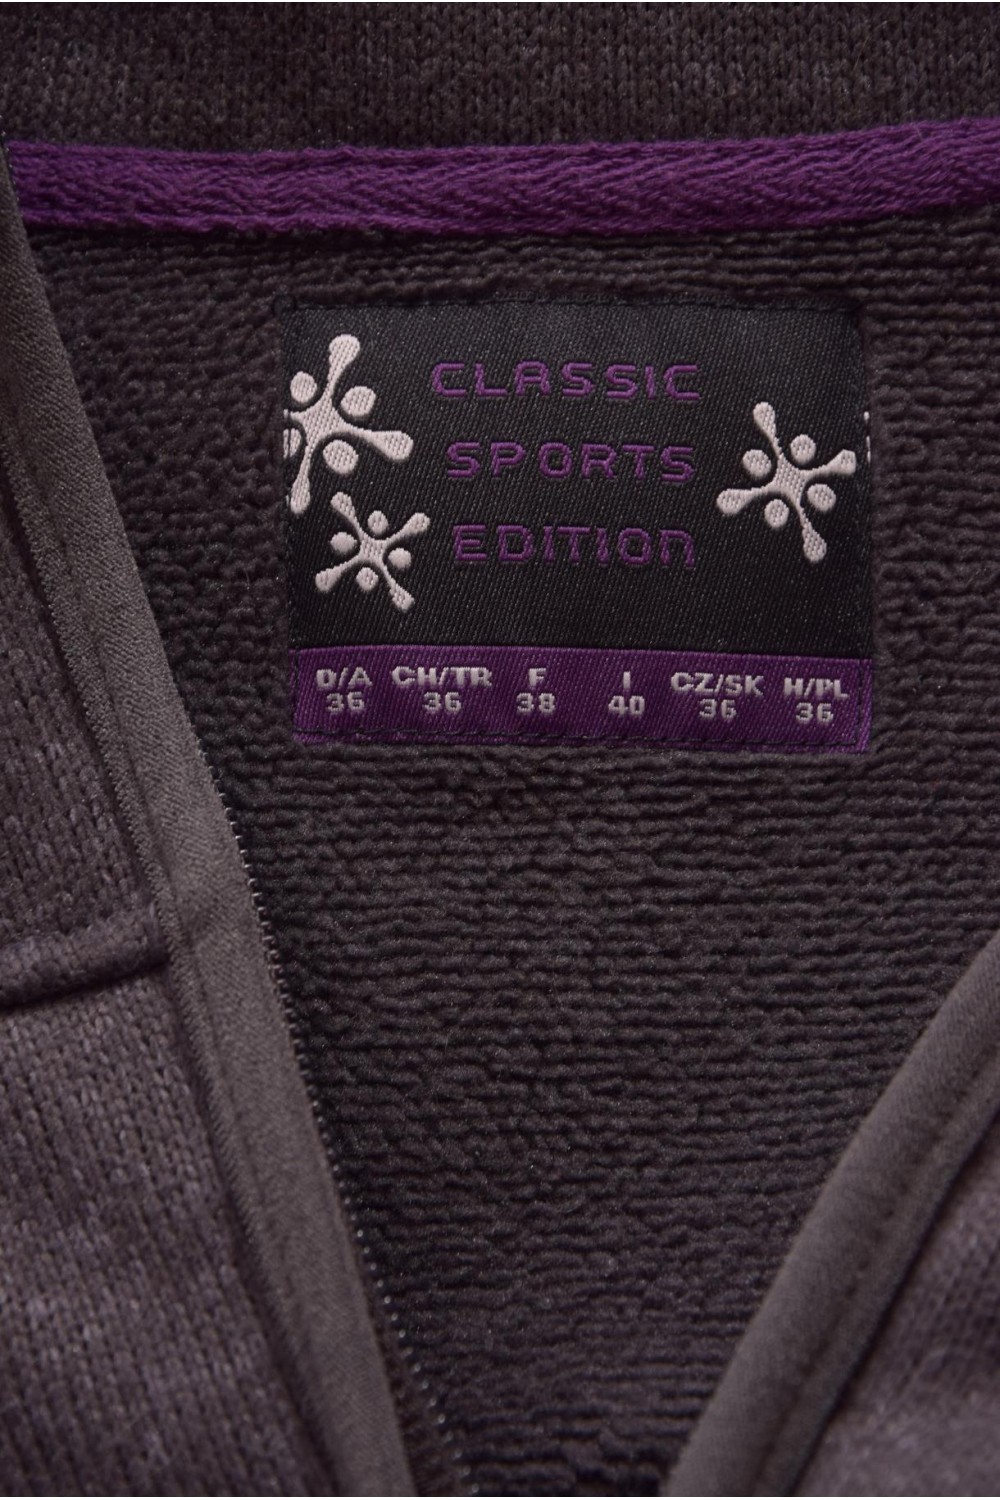 CLASSIC
SPORTS
EDITION
D/A CH/TR F I CZ/SK H/PL
36 36 38 40 36 36